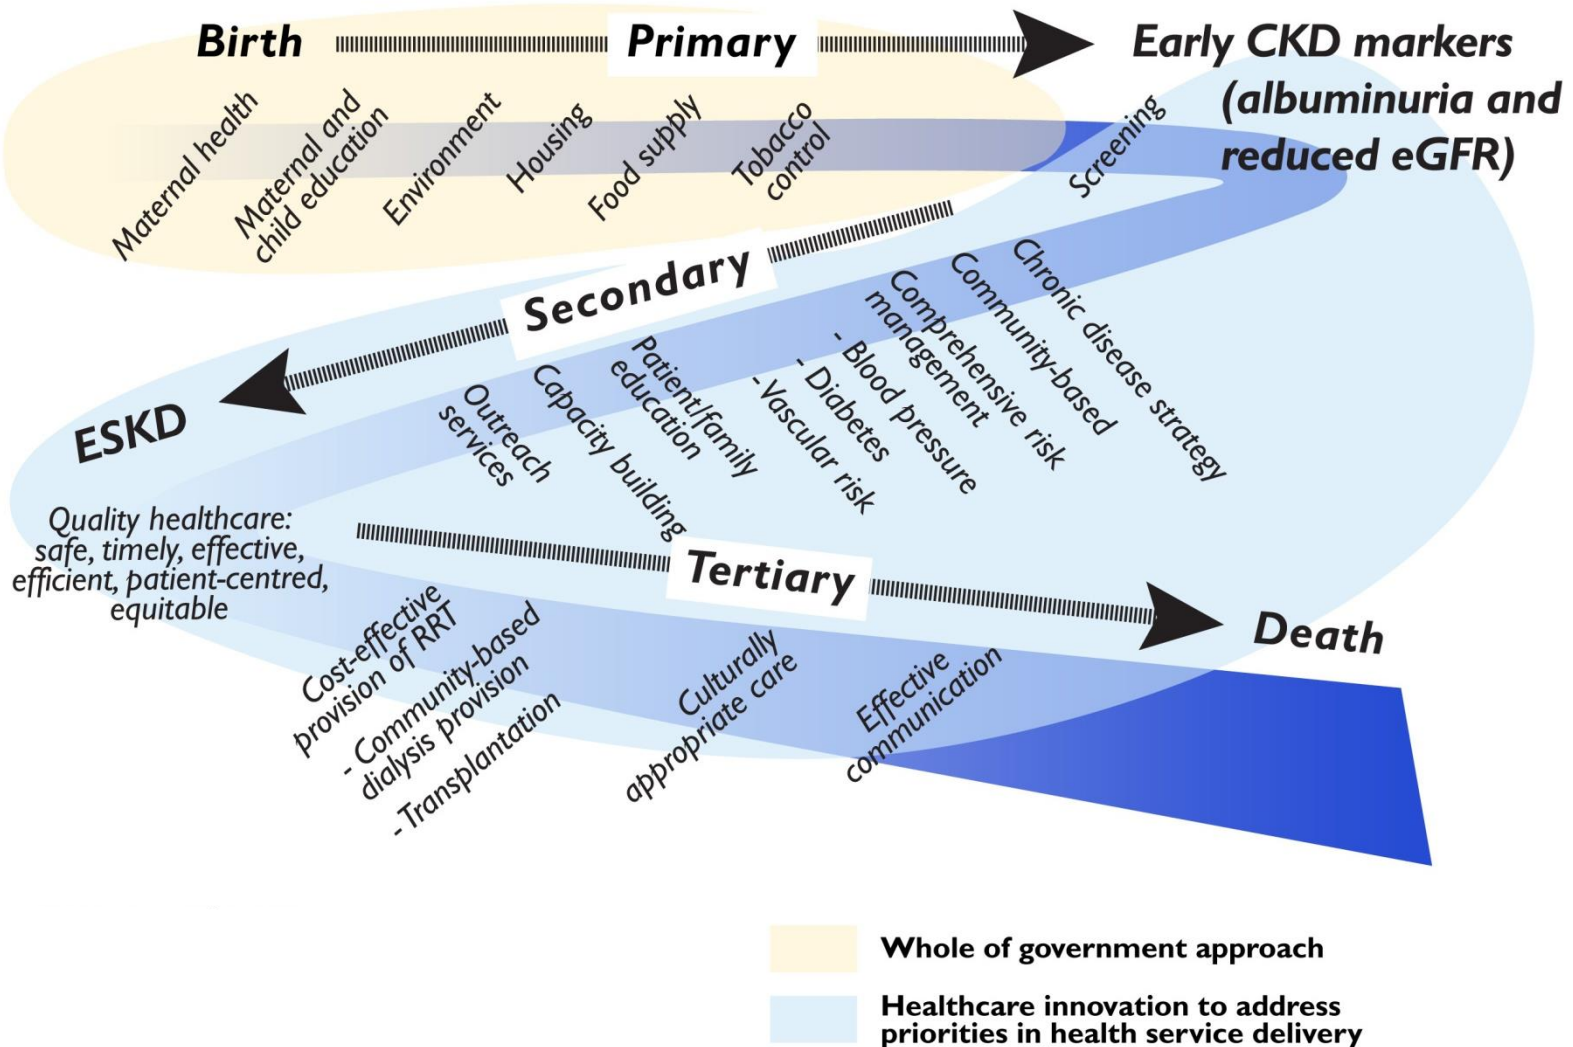 Birth
Primary
Early CKD markers
(albuminuria and
reduced eGFR)
Maternal health
Maternal and
child education
Environment
Housing
Food supply
Tobacco
control
Screening
Secondary
ESKD
Outreach
services
Capacity building
Patient/family
education
Comprehensive risk
management
- Blood pressure
- Diabetes
- Vascular risk
Community-based
Chronic disease strategy
Quality healthcare:
safe, timely, effective,
efficient, patient-centred,
equitable
Tertiary
Death
Cost-effective
provision of RRT
- Community-based
dialysis provision
- Transplantation
Culturally
appropriate care
Effective
communication
Whole of government approach
Healthcare innovation to address
priorities in health service delivery